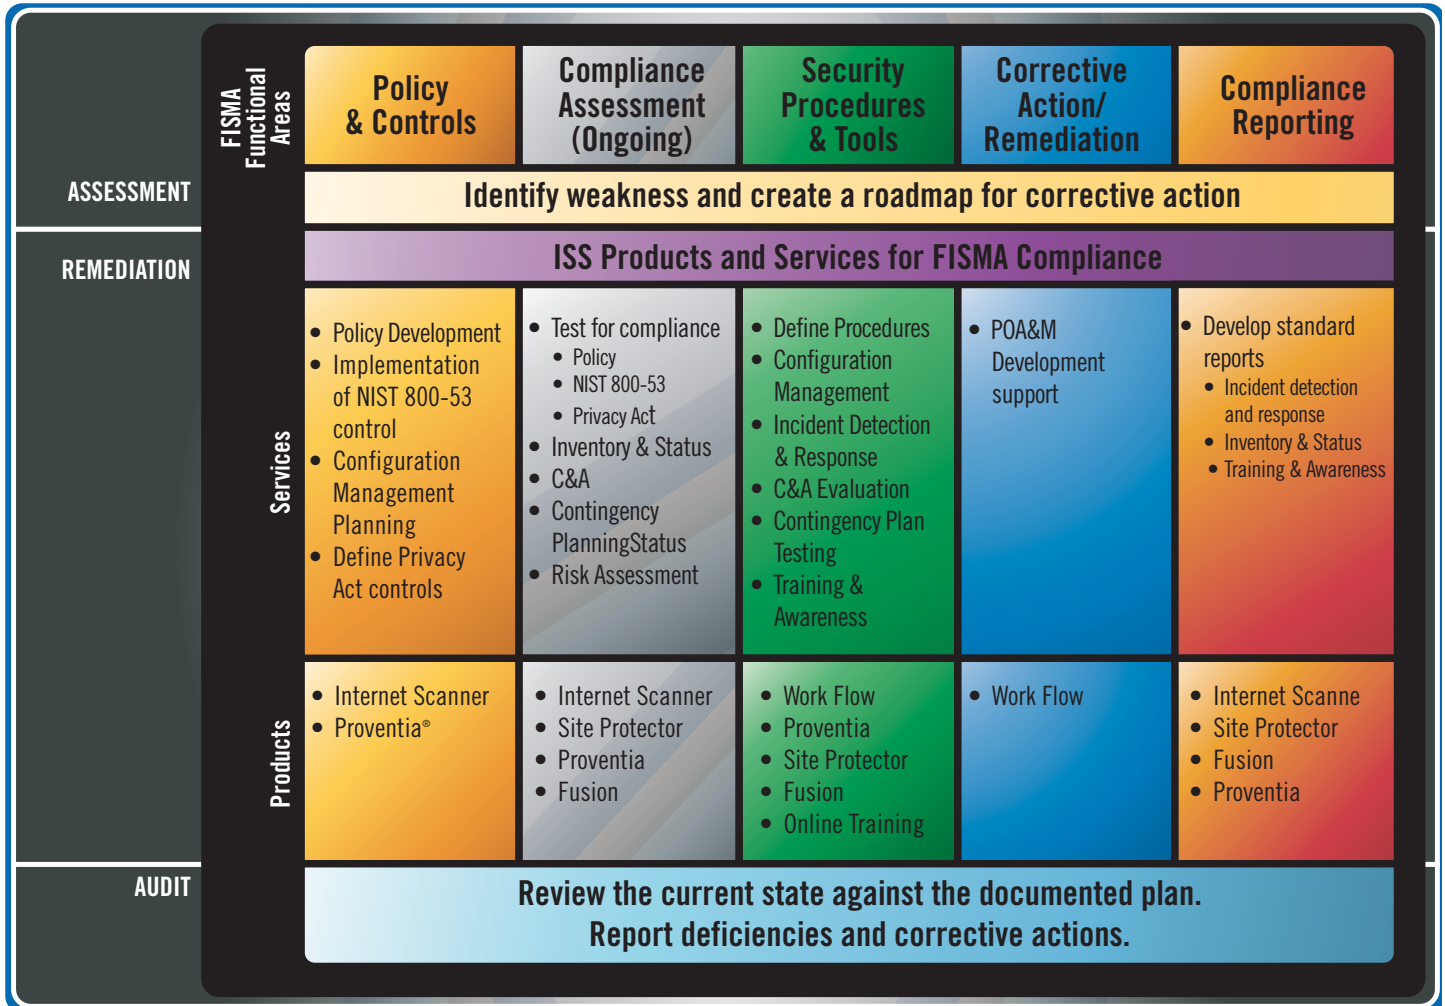 FISMA
Functional
Areas
Policy
& Controls
Compliance
Assessment
(Ongoing)
Security
Procedures
& Tools
Corrective
Action/
Remediation
Compliance
Reporting
ASSESSMENT
Identify weakness and create a roadmap for corrective action
REMEDIATION
ISS Products and Services for FISMA Compliance
Services
• Policy Development
• Implementation
of NIST 800-53
control
• Configuration
Management
Planning
• Define Privacy
Act controls
• Test for compliance
• Policy
• NIST 800-53
• Privacy Act
• Inventory & Status
• C&A
• Contingency
PlanningStatus
• Risk Assessment
• Define Procedures
• Configuration
Management
• Incident Detection
& Response
• C&A Evaluation
• Contingency Plan
Testing
• Training &
Awareness
• POA&M
Development
support
• Develop standard
reports
• Incident detection
and response
• Inventory & Status
• Training & Awareness
Products
• Internet Scanner
• Proventia®
• Internet Scanner
• Site Protector
• Proventia
• Fusion
• Work Flow
• Proventia
• Site Protector
• Fusion
• Online Training
• Work Flow
• Internet Scanne
• Site Protector
• Fusion
• Proventia
AUDIT
Review the current state against the documented plan.
Report deficiencies and corrective actions.